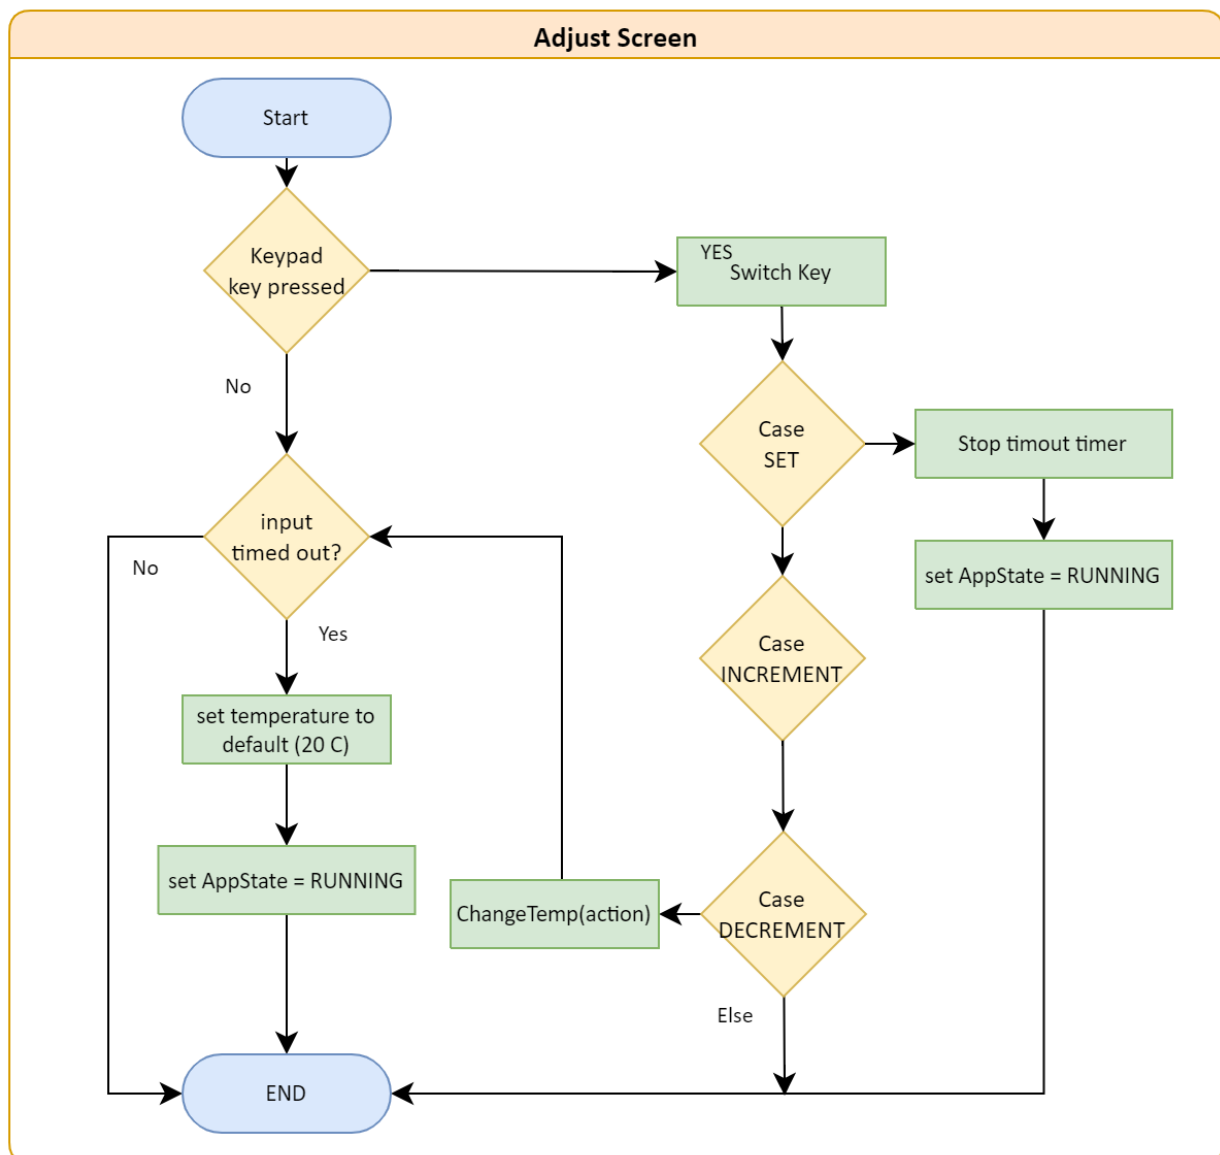 Adjust Screen
Start
Keypad
key pressed
YES
Switch Key
No
Case
SET
Stop timout timer
input
timed out?
No
Yes
set AppState = RUNNING
Case
INCREMENT
set temperature to
default (20 C)
set AppState = RUNNING
ChangeTemp(action)
Case
DECREMENT
Else
END